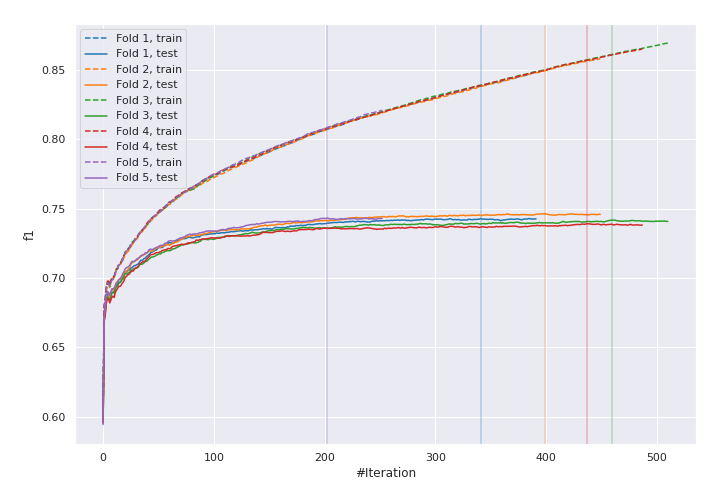 Fold 1, train
Fold 1, test
Fold 2, train
Fold 2, test
Fold 3, train
Fold 3, test
Fold 4, train
Fold 4, test
Fold 5, train
Fold 5, test
0.85
0.80
0.75
0.70
0.65
0.60
f1
0 100 200 300 400 500
#Iteration